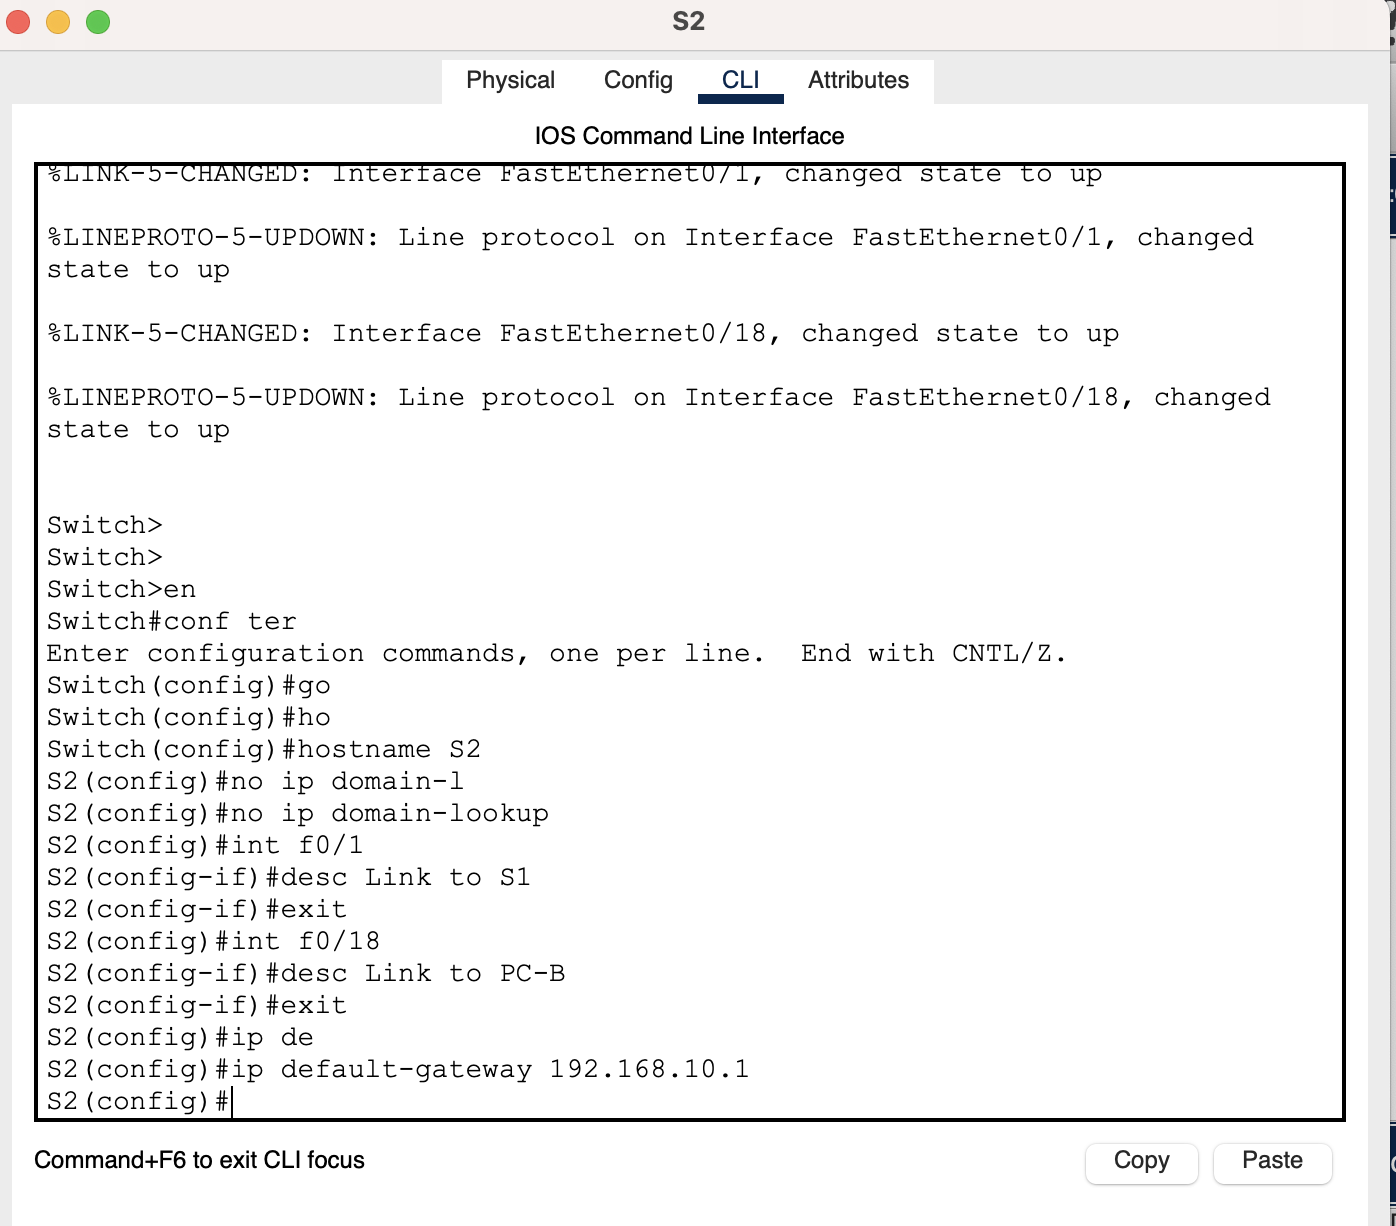 S2
Physical Config CLI Attributes
IOS Command Line Interface
%LINK-5-CHANGED: Interface FastEthernet0/1, changed state to up
%LINEPROTO-5-UPDOWN: Line protocol on Interface FastEthernet0/1, changed
state to up
%LINK-5-CHANGED: Interface FastEthernet0/18, changed state to up
%LINEPROTO-5-UPDOWN: Line protocol on Interface FastEthernet0/18, changed
state to up
Switch>
Switch>
Switch>en
Switch#conf ter
Enter configuration commands, one per line.  End with CNTL/Z.
Switch(config)#go
Switch(config)#ho
Switch(config)#hostname S2
S2(config)#no ip domain-l
S2(config)#no ip domain-lookup
S2(config)#int f0/1
S2(config-if)#desc Link to S1
S2(config-if)#exit
S2(config)#int f0/18
S2(config-if)#desc Link to PC-B
S2(config-if)#exit
S2(config)#ip de
S2(config)#ip default-gateway 192.168.10.1
S2(config)#
Command+F6 to exit CLI focus
Copy Paste